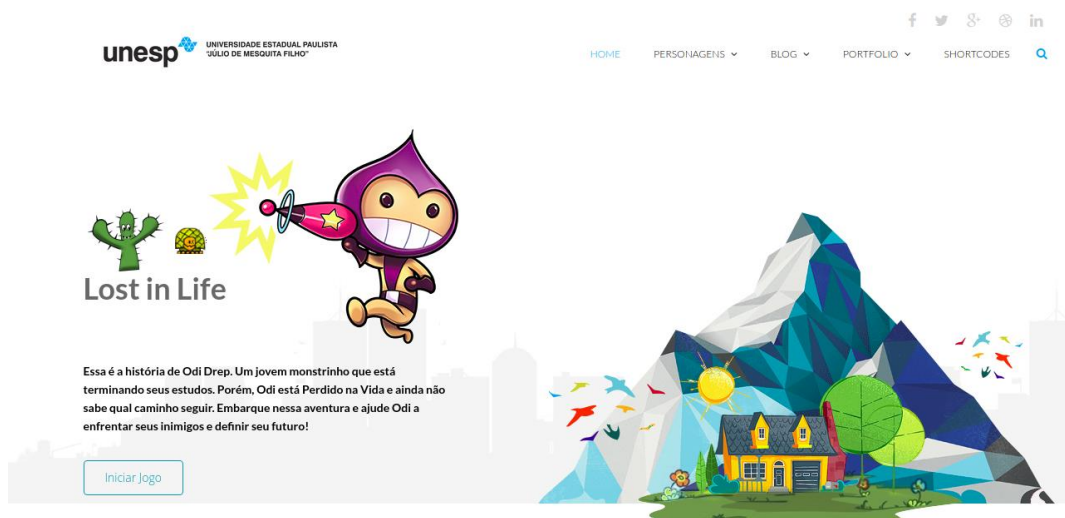 unesp
UNIVERSIDADE ESTADUAL PAULISTA
"JÚLIO DE MESQUITA FILHO"
HOME PERSONAGENS BLOG PORTFOLIO SHORTCODES
Lost in Life
Essa é a história de Odi Drep. Um jovem monstrinho que está
terminando seus estudos. Porém, Odi está Perdido na Vida e ainda não
sabe qual caminho seguir. Embarque nessa aventura e ajude Odi a
enfrentar seus inimigos e definir seu futuro!
Iniciar Jogo